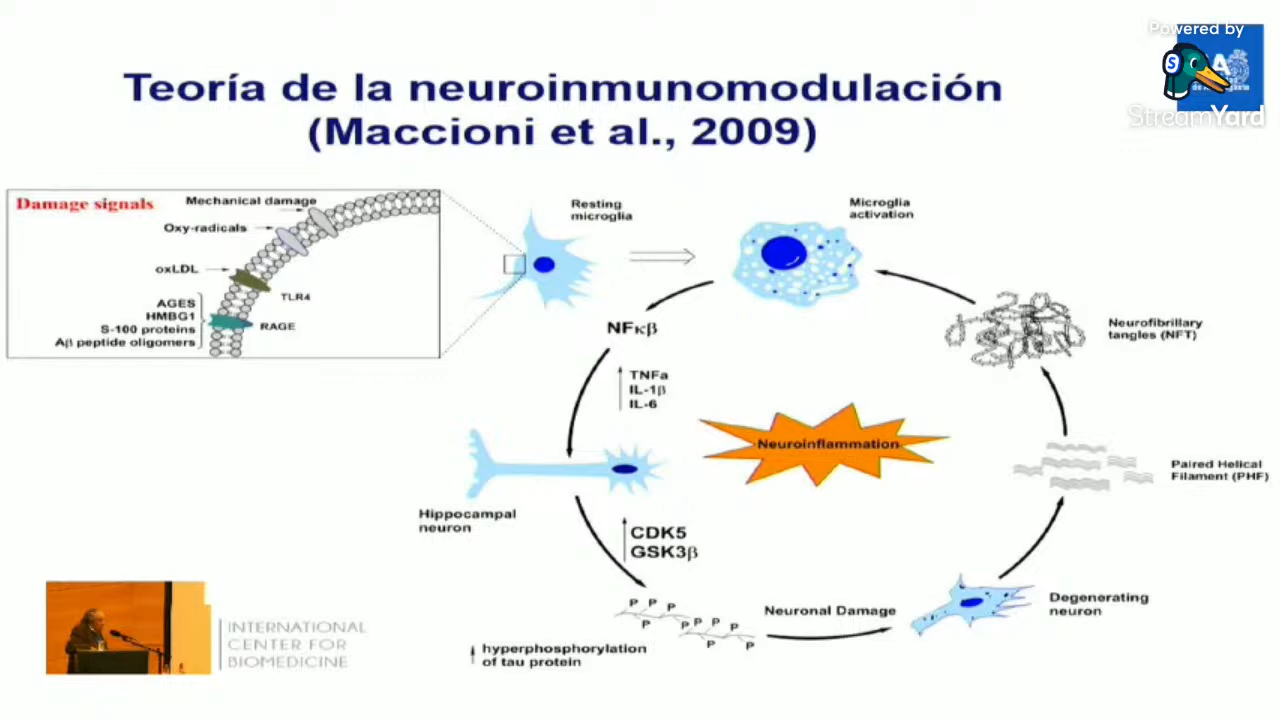 Powered by
StreamYard
Teoría de la neuroinmunomodulación
(Maccioni et al., 2009)
Damage signals
Mechanical damage
Oxy-radicals
oxLDL
TLR4
AGES
HMBG1
S-100 proteins
Aβ peptide oligomers
RAGE
Resting
microglia
Microglia
activation
NFκβ
TNFa
IL-1β
IL-6
Neuroinflammation
Neurofibrillary
tangles (NFT)
Paired Helical
Filament (PHF)
Hippocampal
neuron
CDK5
GSK3β
P P P P P P P P P
hyperphosphorylation
of tau protein
Neuronal Damage
Degenerating
neuron
INTERNATIONAL
CENTER FOR
BIOMEDICINE